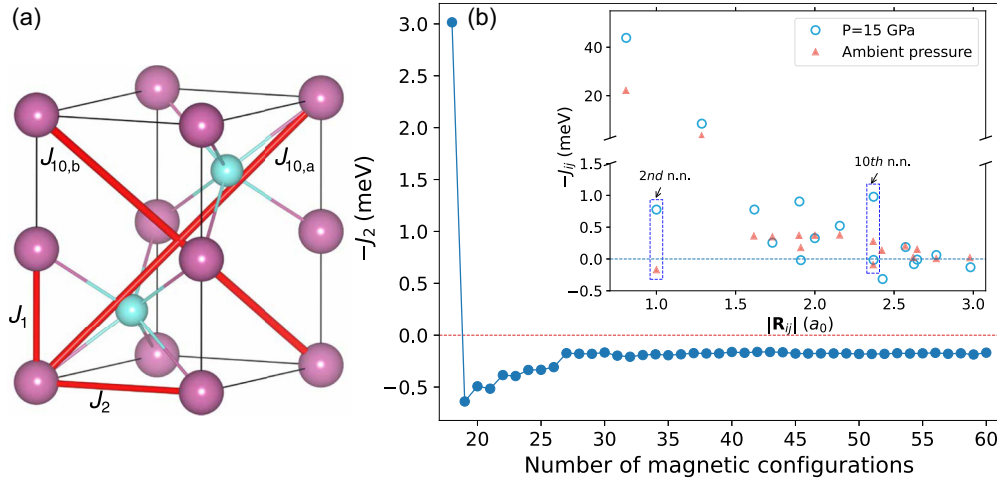 (a)
J10,b
J10,a
J1
J2
(b)
−J2 (meV)
3.0
2.5
2.0
1.5
1.0
0.5
0.0
−0.5
20 25 30 35 40 45 50 55 60
Number of magnetic configurations
−Jij (meV)
40
20
1.5
1.0
0.5
0.0
−0.5
P=15 GPa
Ambient pressure
2nd n.n.
10th n.n.
1.0 1.5 2.0 2.5 3.0
|Rij| (a0)